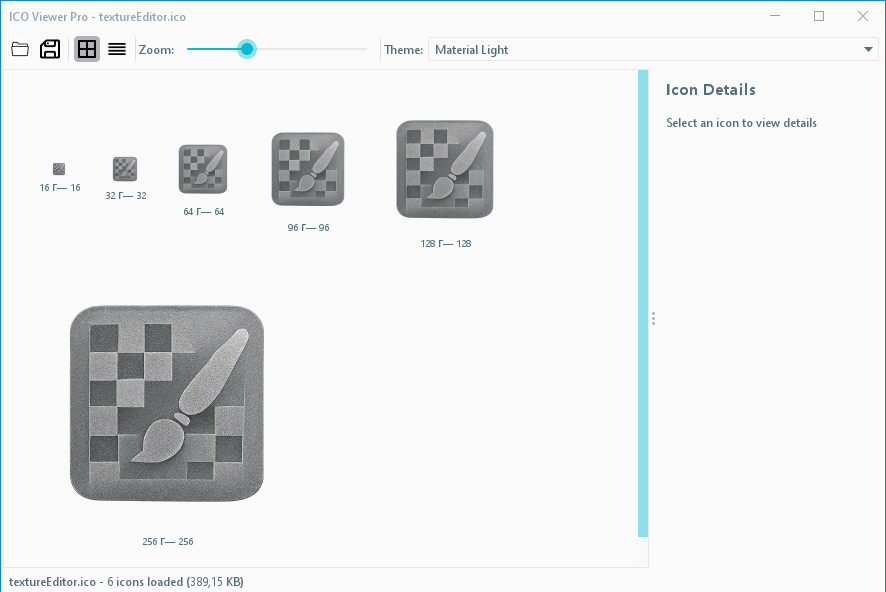 ICO Viewer Pro - textureEditor.ico
Zoom:
Theme: Material Light
Icon Details
Select an icon to view details
16 Г— 16
32 Г— 32
64 Г— 64
96 Г— 96
128 Г— 128
256 Г— 256
textureEditor.ico - 6 icons loaded (389,15 KB)